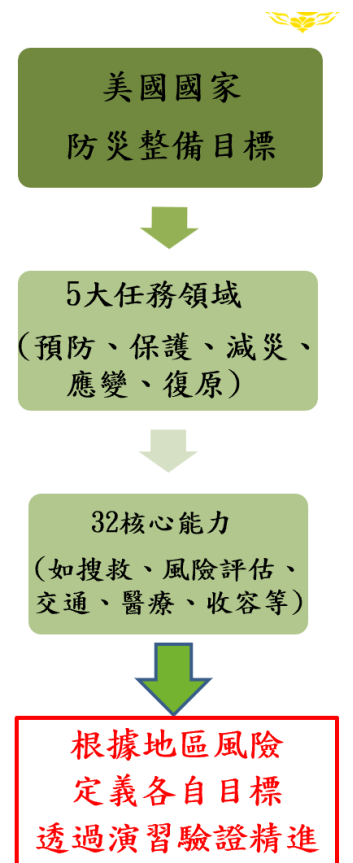 美國國家
防災整備目標
5大任務領域
(預防、保護、減災、
應變、復原)
32核心能力
(如搜救、風險評估、
交通、醫療、收容等)
根據地區風險
定義各自目標
透過演習驗證精進